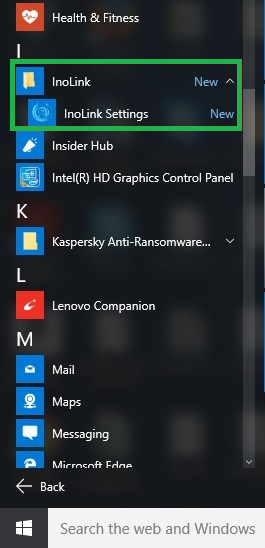 Health & Fitness
I
InoLink New
InoLink Settings New
Insider Hub
Intel(R) HD Graphics Control Panel
K
Kaspersky Anti-Ransomware...
L
Lenovo Companion
M
Mail
Maps
Messaging
Microsoft Edge
Back
Search the web and Windows